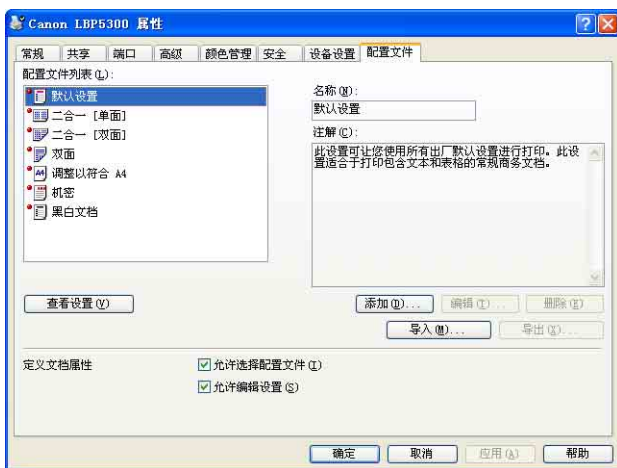 Canon LBP5300 属性
常规 共享 端口 高级 颜色管理 安全 设备设置 配置文件
配置文件列表(L):
默认设置
二合一 [单面]
二合一 [双面]
双面
调整以符合 A4
机密
黑白文档
名称(N):
默认设置
注解(C):
此设置可让您使用所有出厂默认设置进行打印。此设
置适合于打印包含文本和表格的常规商务文档。
查看设置(V)
添加(D)... 编辑(T)... 删除(E)
导入(M)... 导出(X)...
定义文档属性
允许选择配置文件(I)
允许编辑设置(S)
确定 取消 应用(A) 帮助